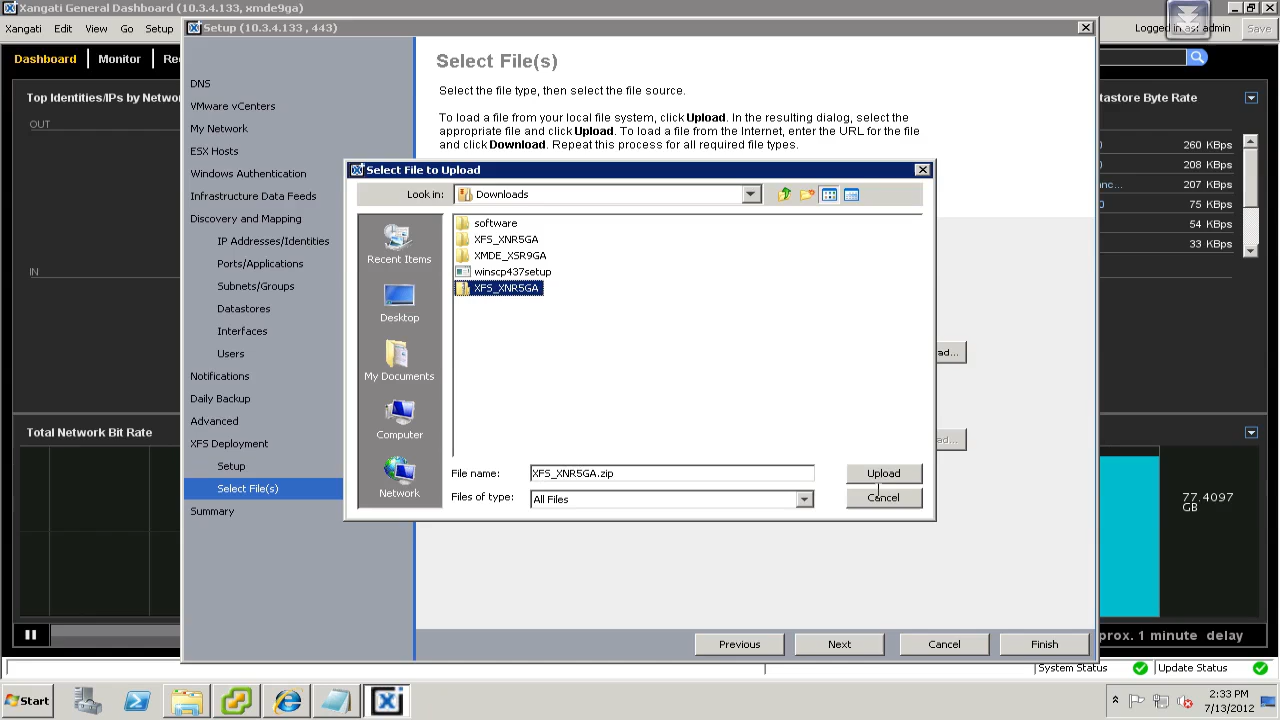 Xangati General Dashboard (10.3.4.133, xmde9ga)
Xangati Edit View Go Setup
Setup (10.3.4.133 , 443)
Logged in as: admin
Save
Dashboard Monitor
Top Identities/IPs by Network
OUT
IN
Total Network Bit Rate
DNS
VMware vCenters
My Network
ESX Hosts
Windows Authentication
Infrastructure Data Feeds
Discovery and Mapping
IP Addresses/Identities
Ports/Applications
Subnets/Groups
Datastores
Interfaces
Users
Notifications
Daily Backup
Advanced
XFS Deployment
Setup
Select File(s)
Summary
Select File(s)
Select the file type, then select the file source.
To load a file from your local file system, click Upload. In the resulting dialog, select the
appropriate file and click Upload. To load a file from the Internet, enter the URL for the file
and click Download. Repeat this process for all required file types.
Select File to Upload
Look in: Downloads
Recent Items
Desktop
My Documents
Computer
Network
software
XFS_XNR5GA
XMDE_XSR9GA
winscp437setup
XFS_XNR5GA
File name: XFS_XNR5GA.zip
Upload
Files of type: All Files
Cancel
ad...
ad...
Previous Next Cancel Finish
tastore Byte Rate
0 260 KBps
208 KBps
nc... 207 KBps
0 75 KBps
54 KBps
33 KBps
77.4097
GB
prox. 1 minute delay
System Status Update Status
Start
2:33 PM
7/13/2012